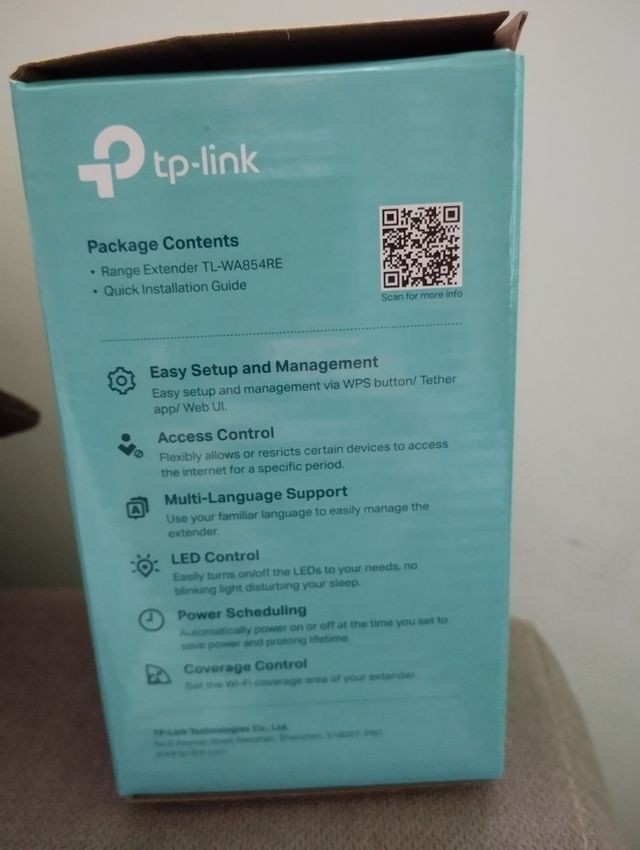 tp-link
Package Contents
• Range Extender TL-WA854RE
• Quick Installation Guide
Scan for more info
Easy Setup and Management
Easy setup and management via WPS button/ Tether
app/ Web UI.
Access Control
Flexibly allows or resricts certain devices to access
the internet for a specific period.
Multi-Language Support
Use your familiar language to easily manage the
extender.
LED Control
Easily turns on/off the LEDs to your needs, no
blinking light disturbing your sleep.
Power Scheduling
Automatically power on or off at the time you set to
save power and prolong lifetime.
Coverage Control
Set the Wi-Fi coverage area of your extender.
TP-Link Technologies Co., Ltd.
Road, Nanshan, Shenzhen, 518057, PRC
www.tp-link.com